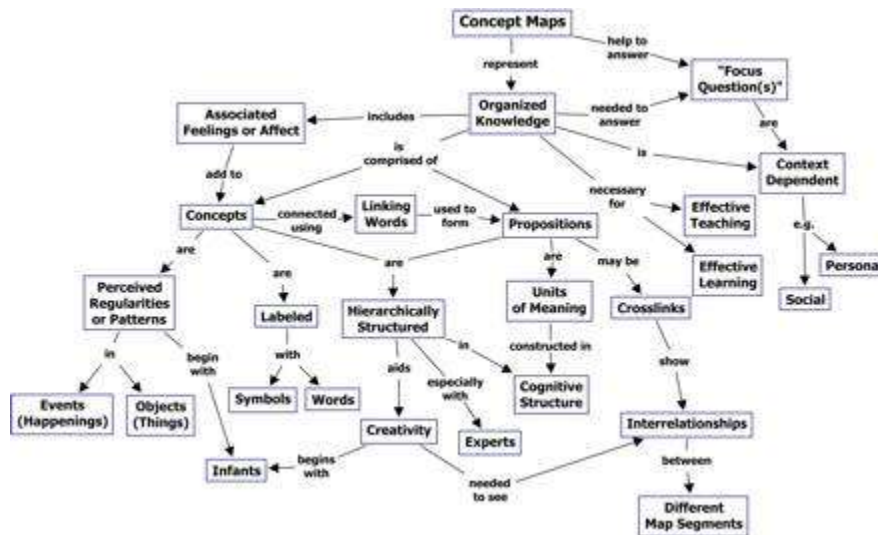 Concept Maps
help to
answer
represent
"Focus
Question(s)"
Associated
Feelings or Affect
includes
Organized
Knowledge
needed to
answer
are
is
comprised of
is
Context
Dependent
add to
necessary
for
Concepts
connected
using
Linking
Words
used to
form
Propositions
Effective
Teaching
e.g.
are
are
are
are
may be
Effective
Learning
Persona
Social
Perceived
Regularities
or Patterns
Labeled
Hierarchically
Structured
Units
of Meaning
Crosslinks
in
begin
with
with
aids
in
constructed in
show
especially
with
Events
(Happenings)
Objects
(Things)
Symbols
Words
Cognitive
Structure
Creativity
Experts
Interrelationships
Infants
begins
with
needed
to see
between
Different
Map Segments